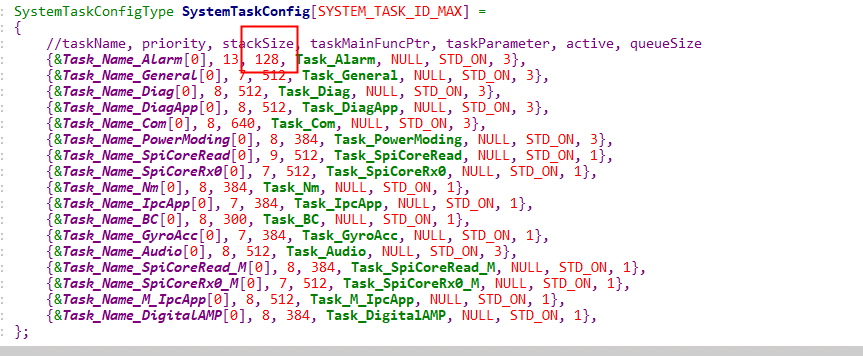 SystemTaskConfigType SystemTaskConfig[SYSTEM_TASK_ID_MAX] =
{
//taskName, priority, stackSize, taskMainFuncPtr, taskParameter, active, queueSize
{&Task_Name_Alarm[0], 13, 128, Task_Alarm, NULL, STD_ON, 3},
{&Task_Name_General[0], 7, 512, Task_General, NULL, STD_ON, 3},
{&Task_Name_Diag[0], 8, 512, Task_Diag, NULL, STD_ON, 3},
{&Task_Name_DiagApp[0], 8, 512, Task_DiagApp, NULL, STD_ON, 3},
{&Task_Name_Com[0], 8, 640, Task_Com, NULL, STD_ON, 3},
{&Task_Name_PowerModing[0], 8, 384, Task_PowerModing, NULL, STD_ON, 3},
{&Task_Name_SpiCoreRead[0], 9, 512, Task_SpiCoreRead, NULL, STD_ON, 1},
{&Task_Name_SpiCoreRx0[0], 7, 512, Task_SpiCoreRx0, NULL, STD_ON, 1},
{&Task_Name_Nm[0], 8, 384, Task_Nm, NULL, STD_ON, 1},
{&Task_Name_IpcApp[0], 7, 384, Task_IpcApp, NULL, STD_ON, 1},
{&Task_Name_BC[0], 8, 300, Task_BC, NULL, STD_ON, 1},
{&Task_Name_GyroAcc[0], 7, 384, Task_GyroAcc, NULL, STD_ON, 1},
{&Task_Name_Audio[0], 8, 512, Task_Audio, NULL, STD_ON, 3},
{&Task_Name_SpiCoreRead_M[0], 8, 384, Task_SpiCoreRead_M, NULL, STD_ON, 1},
{&Task_Name_SpiCoreRx0_M[0], 7, 512, Task_SpiCoreRx0_M, NULL, STD_ON, 1},
{&Task_Name_M_IpcApp[0], 8, 512, Task_M_IpcApp, NULL, STD_ON, 1},
{&Task_Name_DigitalAMP[0], 8, 384, Task_DigitalAMP, NULL, STD_ON, 1},
};